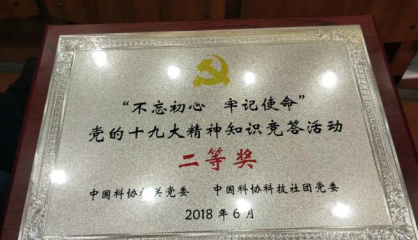 “不忘初心 牢记使命”
党的十九大精神知识竞答活动
二等奖
中国科协机关党委 中国科协科技社团党委
2018年6月